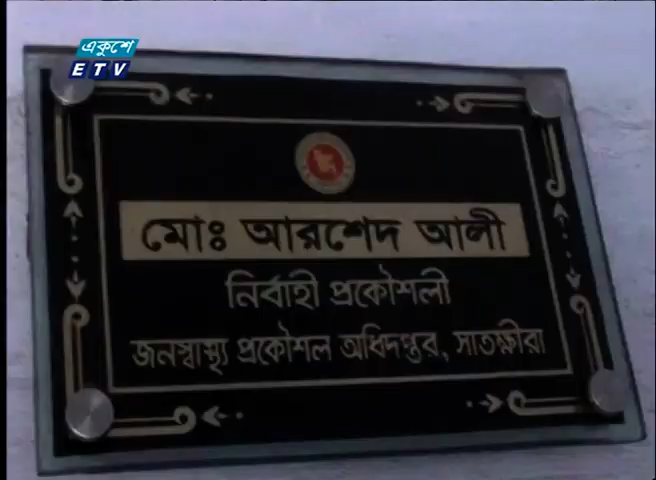 একুশে
ETV
মোঃ আরশেদ আলী
নির্বাহী প্রকৌশলী
জনস্বাস্থ্য প্রকৌশল অধিদপ্তর, সাতক্ষীরা